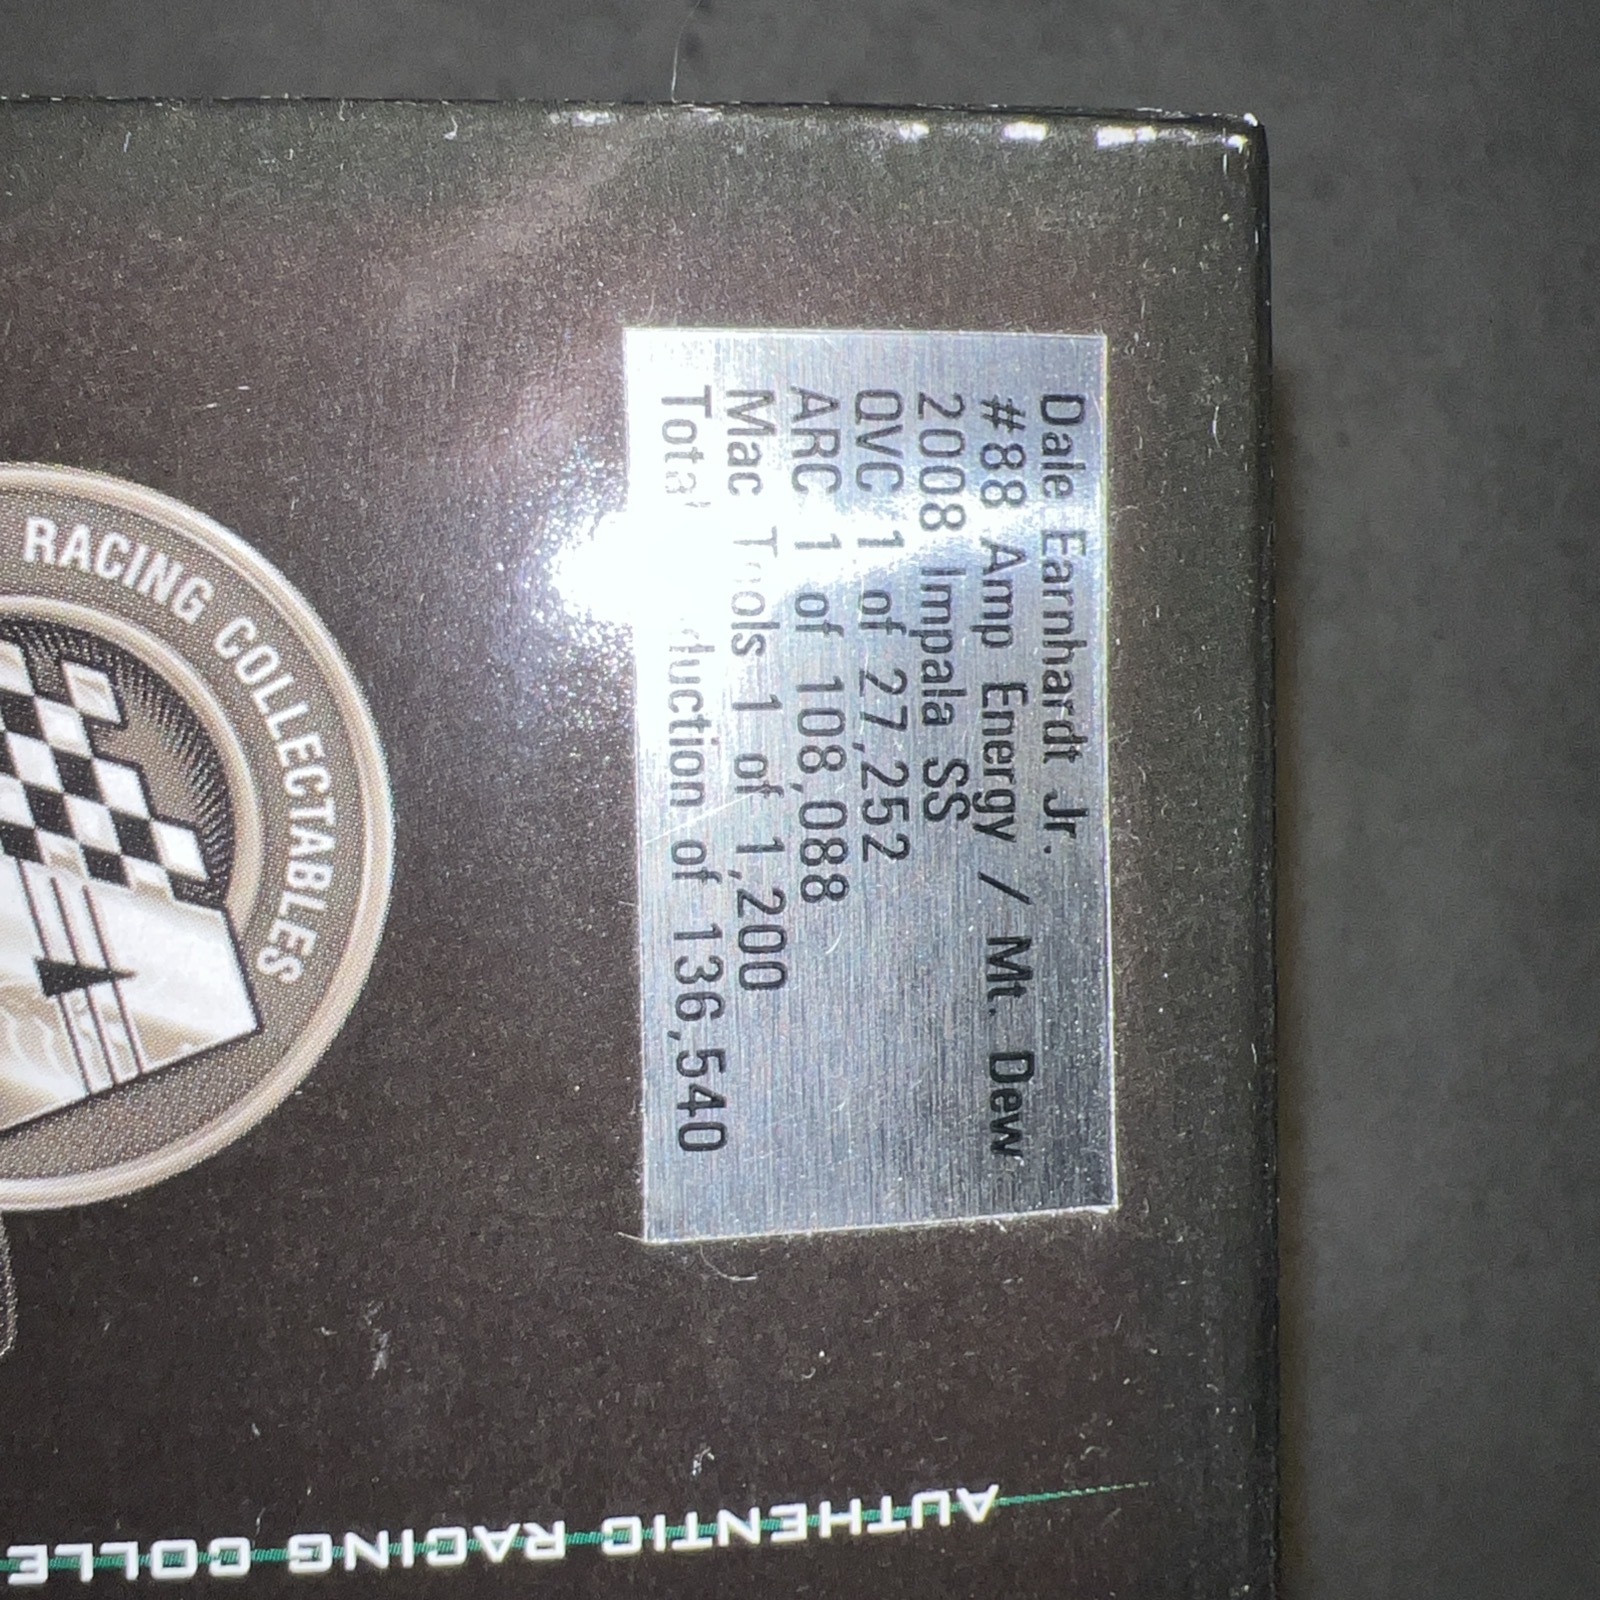 Dale Earnhardt Jr.
#88 Amp Energy / Mt. Dew
2008 Impala SS
QVC 1 of 27,252
ARC 1 of 108,088
Mac Tools 1 of 1,200
Total of 136,540
RACING COLLECTABLES
AUTHENTIC RACING COLLE